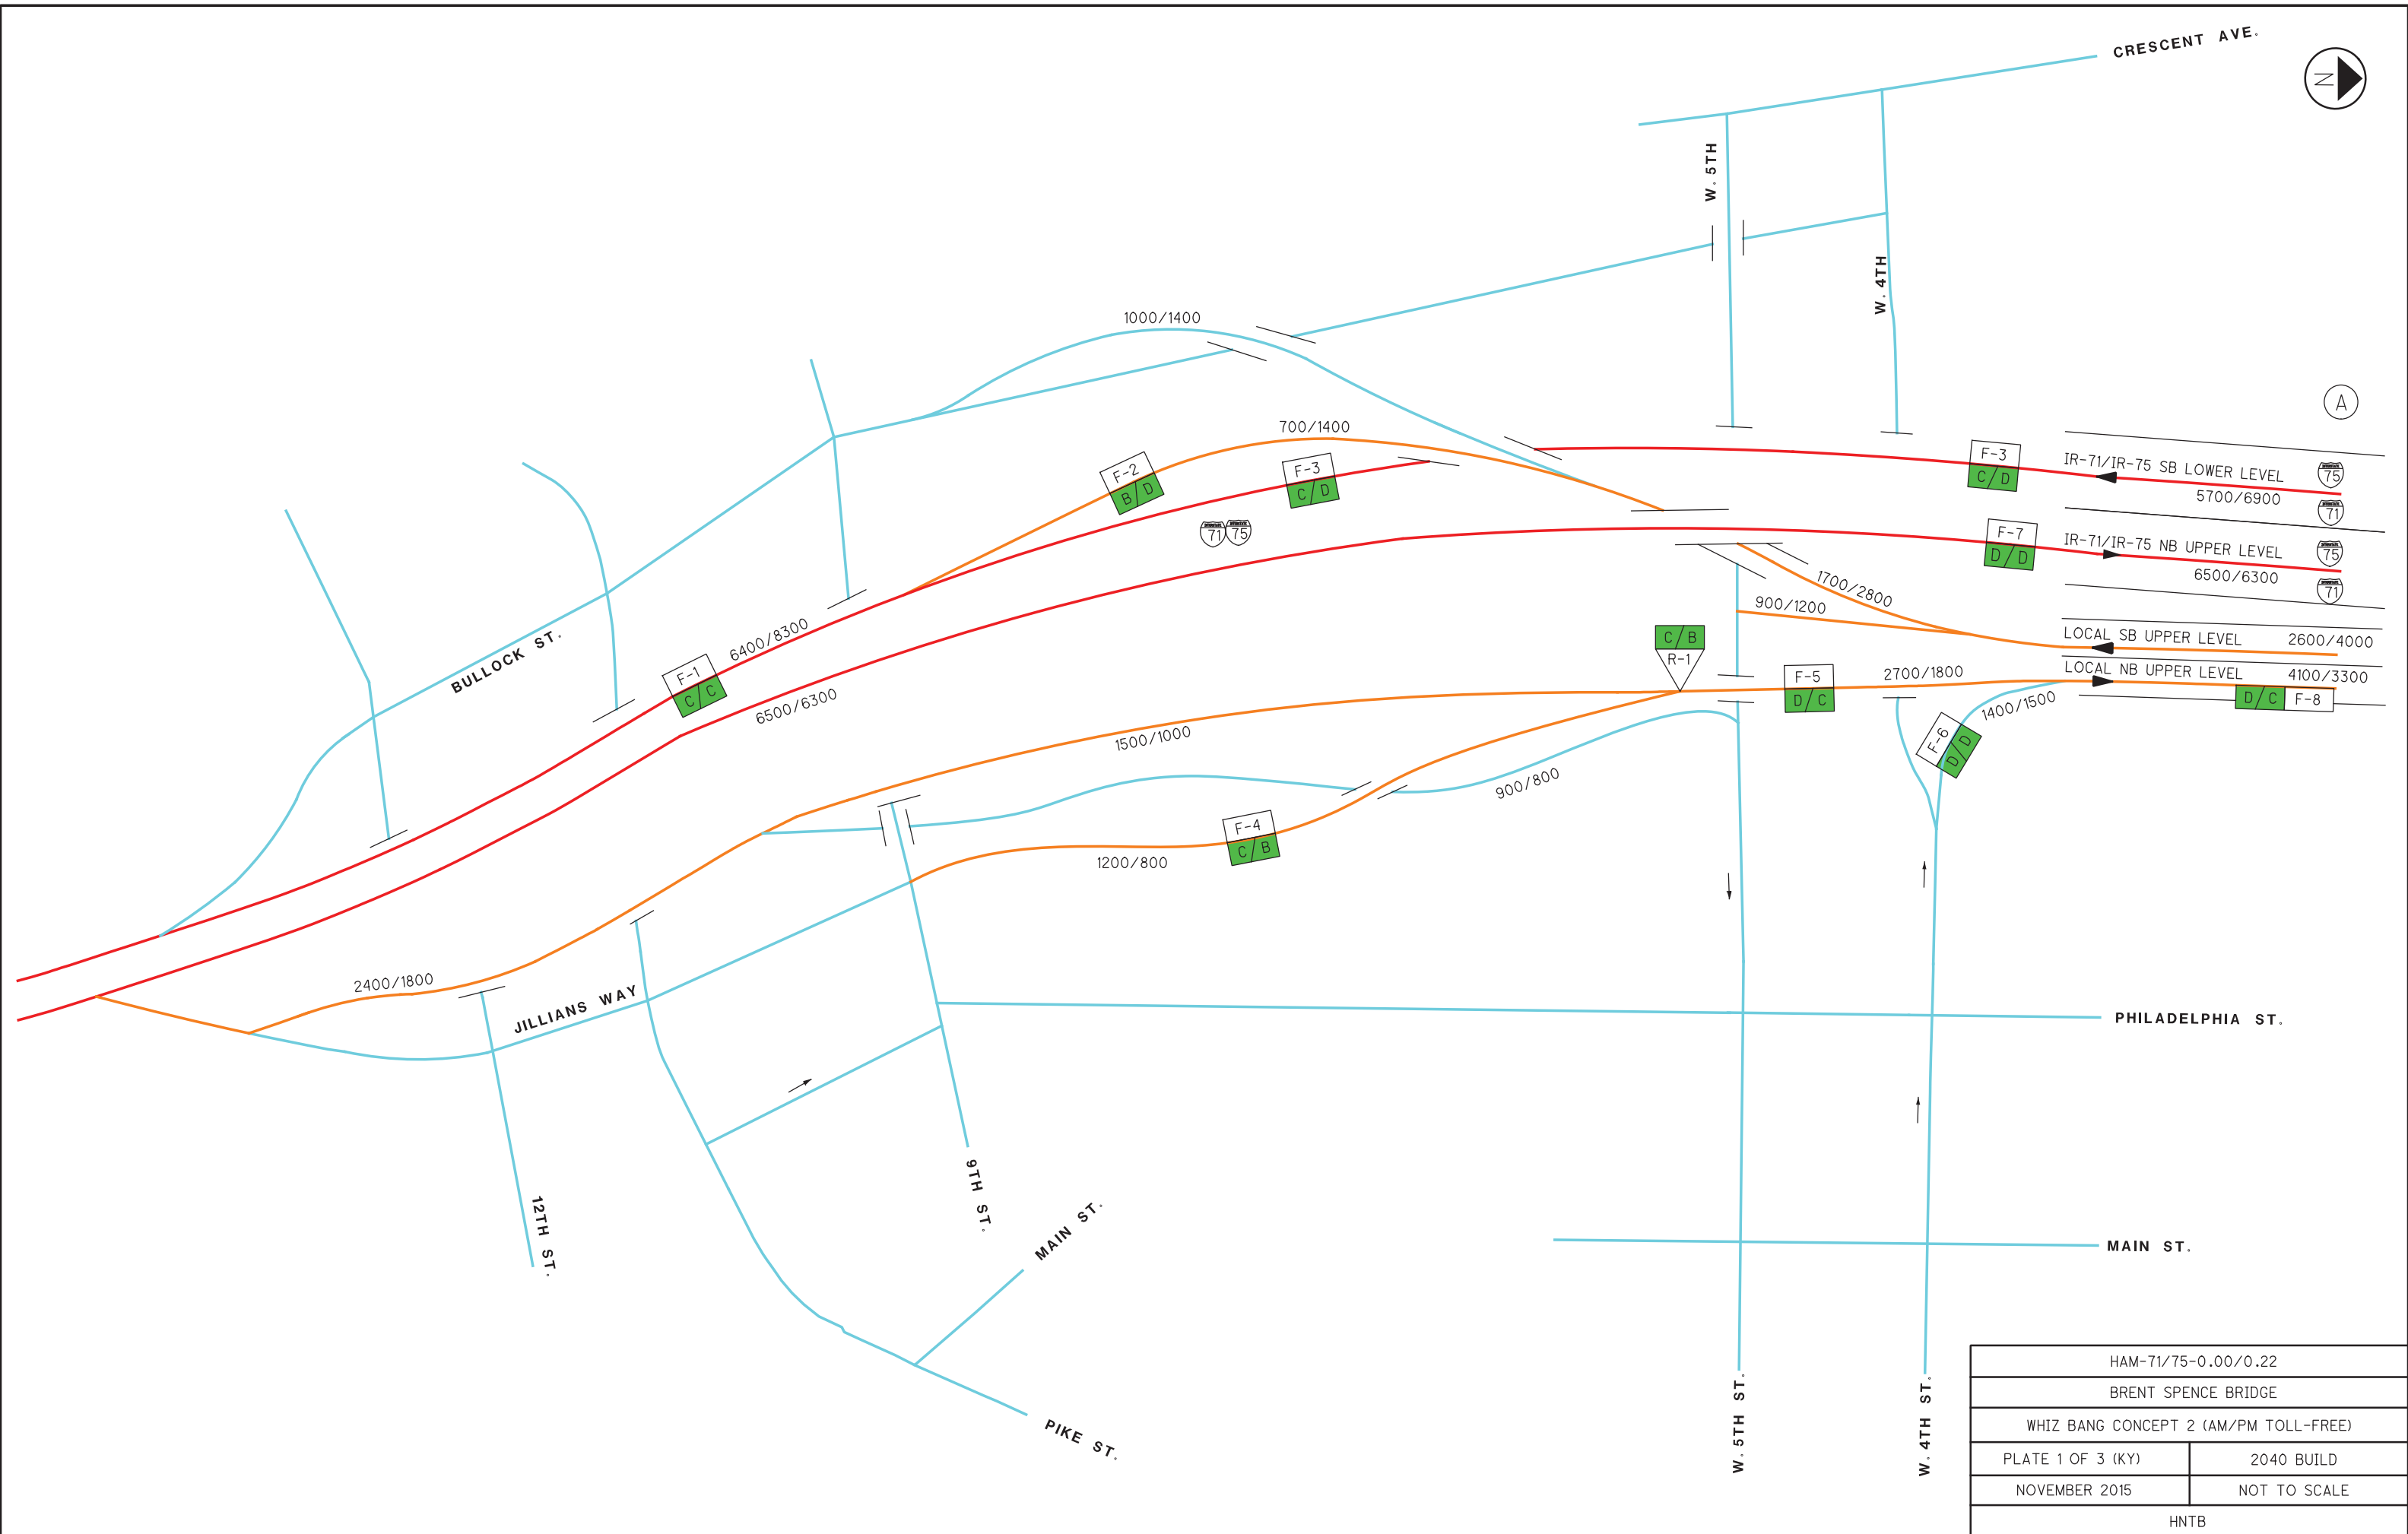 CRESCENT AVE.
N
W. 5TH
W. 4TH
1000/1400
A
700/1400
F-2
B/D
F-3
C/D
71
75
F-3
C/D
IR-71/IR-75 SB LOWER LEVEL
75
5700/6900
71
F-7
D/D
IR-71/IR-75 NB UPPER LEVEL
75
6500/6300
71
1700/2800
900/1200
LOCAL SB UPPER LEVEL
2600/4000
LOCAL NB UPPER LEVEL
4100/3300
D/C
F-8
C/B
R-1
F-5
D/C
2700/1800
1400/1500
F-6
D/D
BULLOCK ST.
6400/8300
F-1
C/C
6500/6300
1500/1000
900/800
F-4
C/B
1200/800
2400/1800
JILLIANS WAY
PHILADELPHIA ST.
12TH ST.
9TH ST.
MAIN ST.
MAIN ST.
PIKE ST.
W. 5TH ST.
W. 4TH ST.
HAM-71/75-0.00/0.22
BRENT SPENCE BRIDGE
WHIZ BANG CONCEPT 2 (AM/PM TOLL-FREE)
PLATE 1 OF 3 (KY)
2040 BUILD
NOVEMBER 2015
NOT TO SCALE
HNTB